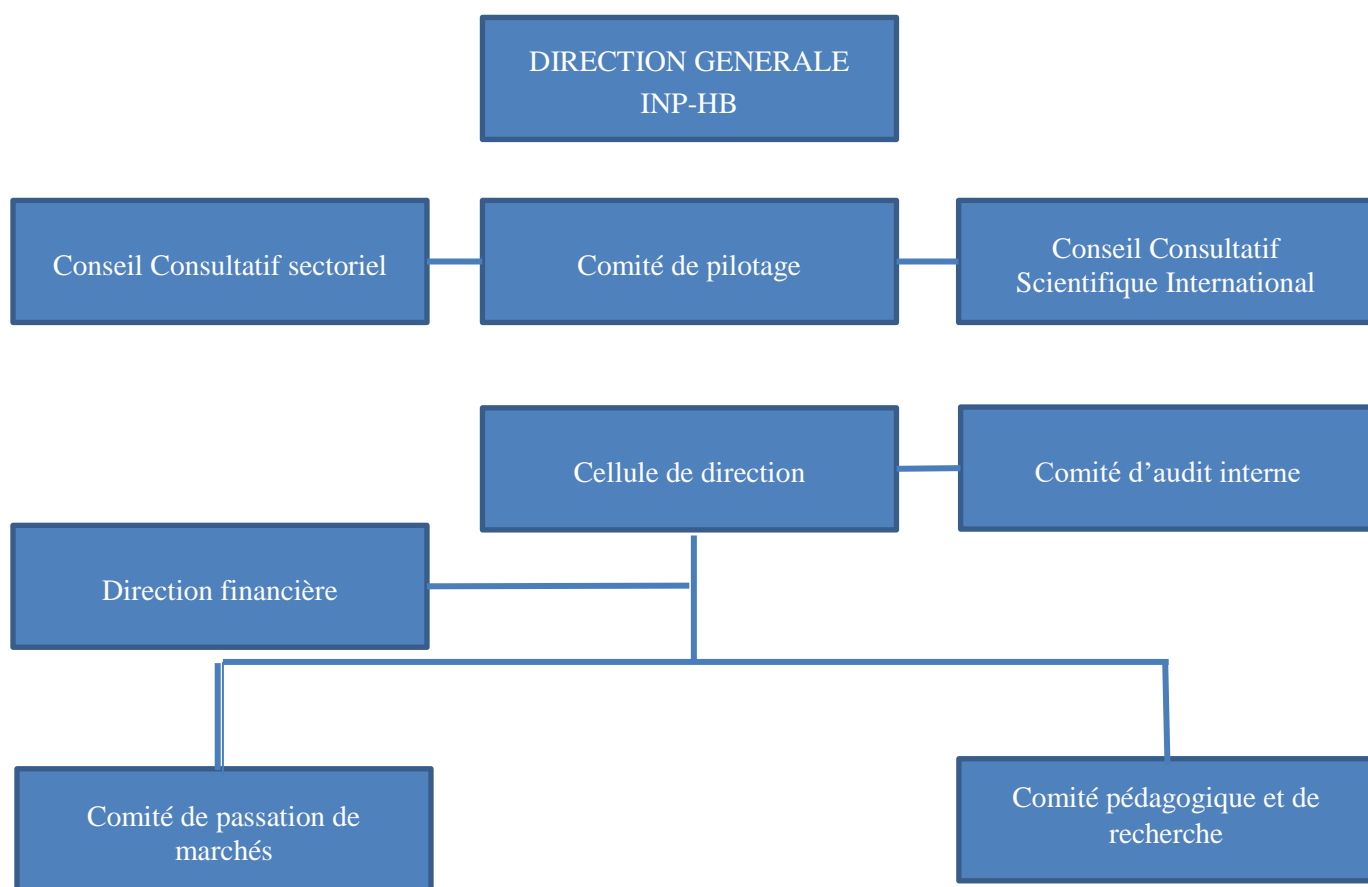 DIRECTION GENERALE
INP-HB
Conseil Consultatif sectoriel
Comité de pilotage
Conseil Consultatif
Scientifique International
Cellule de direction
Comité d’audit interne
Direction financière
Comité de passation de
marchés
Comité pédagogique et de
recherche